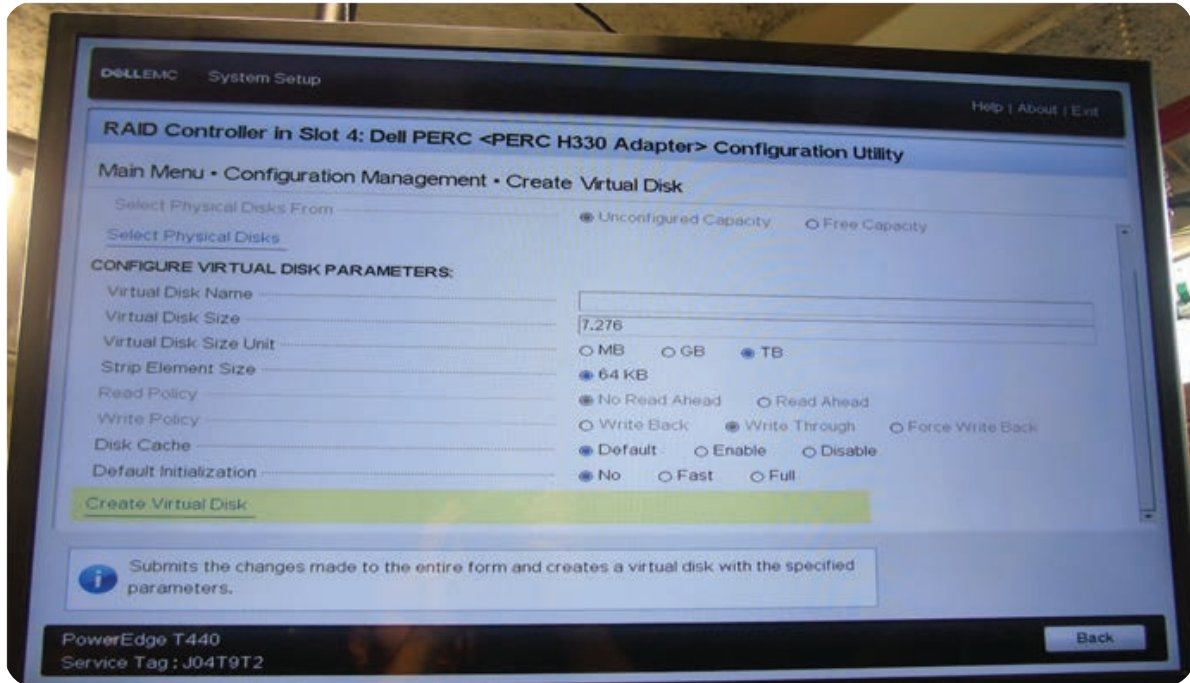 DELLEMC System Setup
Help | About | Exit
RAID Controller in Slot 4: Dell PERC <PERC H330 Adapter> Configuration Utility
Main Menu • Configuration Management • Create Virtual Disk
Select Physical Disks From Unconfigured Capacity Free Capacity
Select Physical Disks
CONFIGURE VIRTUAL DISK PARAMETERS:
Virtual Disk Name
Virtual Disk Size 7.276
Virtual Disk Size Unit MB GB TB
Strip Element Size 64 KB
Read Policy No Read Ahead Read Ahead
Write Policy Write Back Write Through Force Write Back
Disk Cache Default Enable Disable
Default Initialization No Fast Full
Create Virtual Disk
Submits the changes made to the entire form and creates a virtual disk with the specified
parameters.
PowerEdge T440
Service Tag : J04T9T2
Back